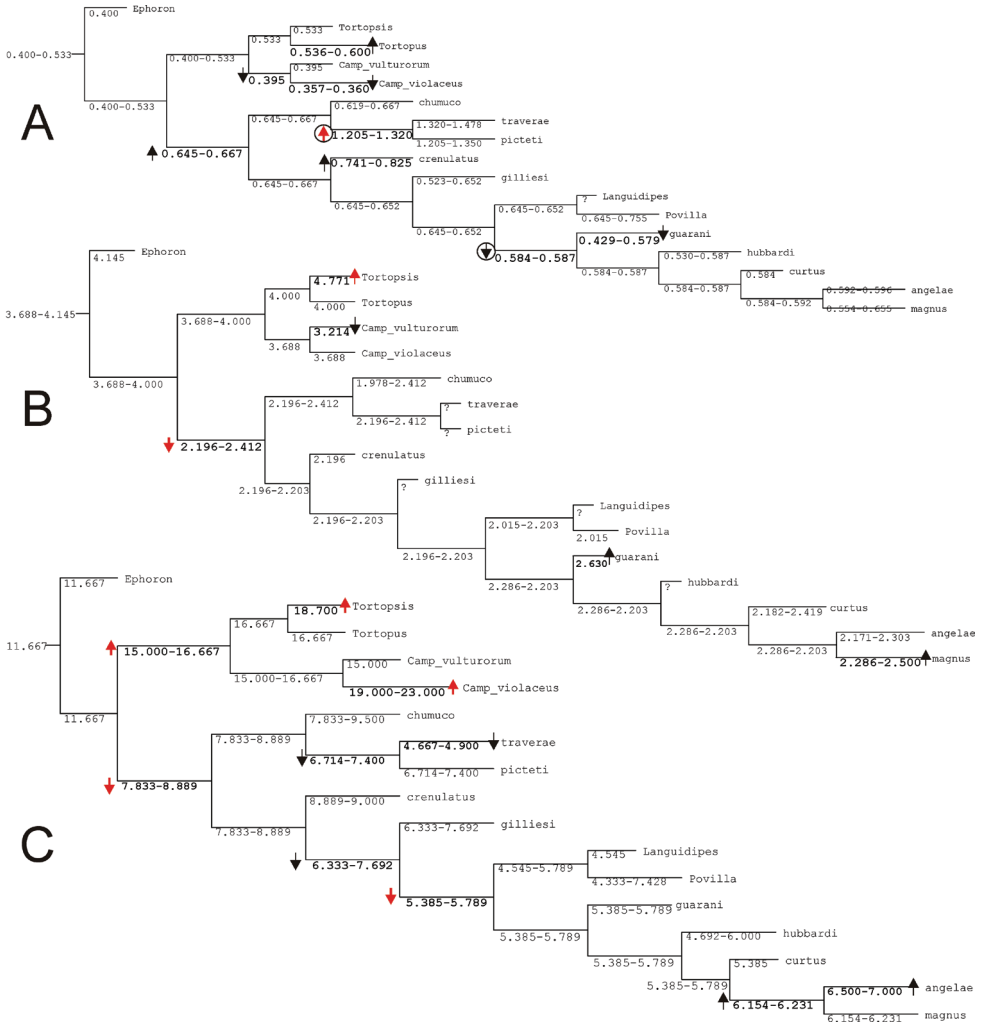 0.400
Ephoron
0.400-0.533
0.400-0.533
0.400-0.533
0.533
0.533
Tortopsis
0.536-0.600
Tortopus
0.395
0.395
Camp_vulturorum
0.357-0.360
Camp_violaceus
A
0.645-0.667
0.645-0.667
0.619-0.667
chumuco
1.205-1.320
1.320-1.478
traverae
1.205-1.350
picteti
0.645-0.667
0.741-0.825
crenulatus
0.645-0.652
0.523-0.652
gilliesi
0.645-0.652
0.645-0.652
?
Languidipes
0.645-0.755
Povilla
0.584-0.587
0.429-0.579
guarani
0.584-0.587
0.530-0.587
hubbardi
0.584-0.587
0.584
curtus
0.584-0.592
0.592-0.596
angelae
0.554-0.655
magnus
4.145
Ephoron
3.688-4.145
3.688-4.000
3.688-4.000
4.000
4.771
Tortopsis
4.000
Tortopus
3.688
3.214
Camp_vulturorum
3.688
Camp_violaceus
B
2.196-2.412
2.196-2.412
1.978-2.412
chumuco
2.196-2.412
?
traverae
?
picteti
2.196-2.203
2.196
crenulatus
2.196-2.203
?
gilliesi
2.196-2.203
2.015-2.203
?
Languidipes
2.015
Povilla
2.286-2.203
2.630
guarani
2.286-2.203
?
hubbardi
2.286-2.203
2.182-2.419
curtus
2.286-2.203
2.171-2.303
angelae
2.286-2.500
magnus
11.667
Ephoron
11.667
11.667
15.000-16.667
16.667
18.700
Tortopsis
16.667
Tortopus
15.000-16.667
15.000
Camp_vulturorum
19.000-23.000
Camp_violaceus
C
7.833-8.889
7.833-8.889
7.833-9.500
chumuco
6.714-7.400
4.667-4.900
traverae
6.714-7.400
picteti
7.833-8.889
8.889-9.000
crenulatus
6.333-7.692
6.333-7.692
gilliesi
5.385-5.789
4.545-5.789
4.545
Languidipes
4.333-7.428
Povilla
5.385-5.789
5.385-5.789
guarani
5.385-5.789
4.692-6.000
hubbardi
5.385-5.789
5.385
curtus
6.154-6.231
6.500-7.000
angelae
6.154-6.231
magnus